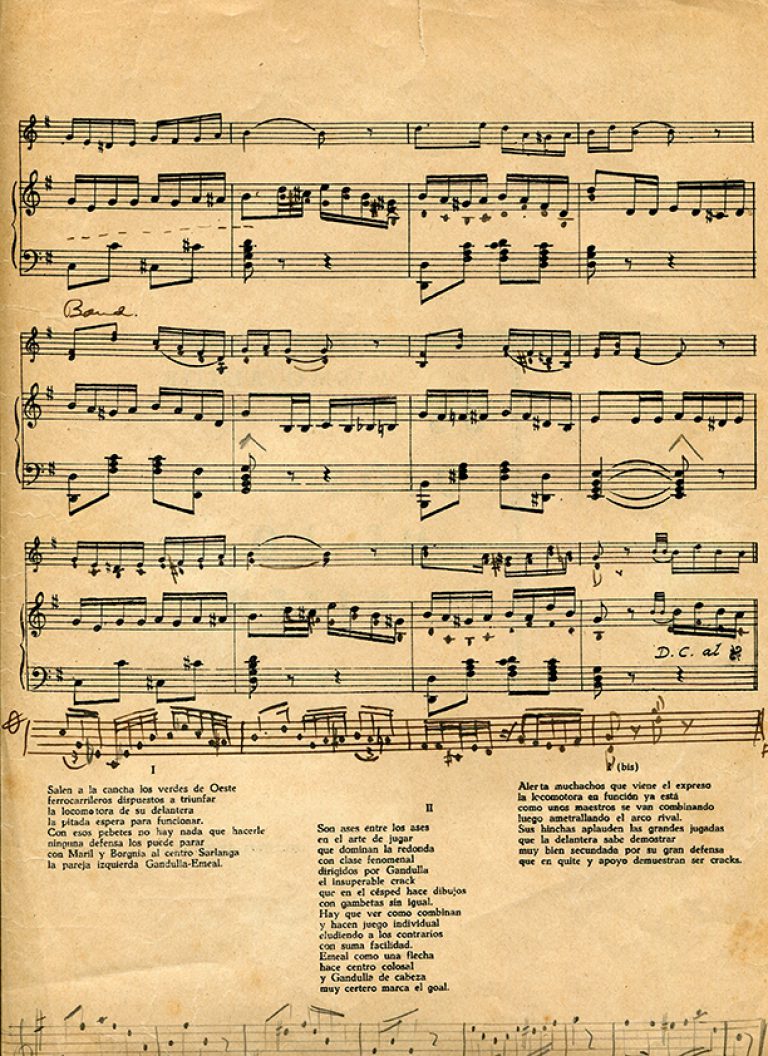 Band.
D. C. al
I
Salen a la cancha los verdes de Oeste
ferrocarrileros dispuestos a triunfar
la locomotora de su delantera
la pitada espera para funcionar.
Con esos pebetes no hay nada que hacerle
ninguna defensa los puede parar
con Maril y Borgnia al centro Sarlanga
la pareja izquierda Gandulla-Emeal.
II
Son ases entre los ases
en el arte de jugar
que dominan la redonda
con clase fenomenal
dirigidos por Gandulla
el insuperable crack
que en el césped hace dibujos
con gambetas sin igual.
Hay que ver como combinan
y hacen juego individual
eludiendo a los contrarios
con suma facilidad.
Emeal como una flecha
hace centro colosal
y Gandulla de cabeza
muy certero marca el goal.
I (bis)
Alerta muchachos que viene el expreso
la locomotora en función ya está
como unos maestros se van combinando
luego ametrallando el arco rival.
Sus hinchas aplauden las grandes jugadas
que la delantera sabe demostrar
muy bien secundada por su gran defensa
que en quite y apoyo demuestran ser cracks.